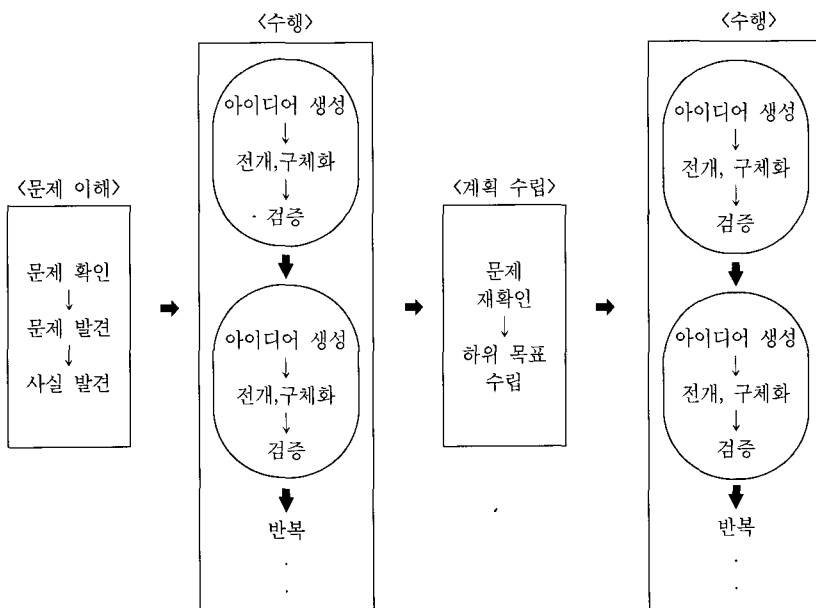 <문제 이해>
문제 확인
↓
문제 발견
↓
사실 발견
<수행>
아이디어 생성
↓
전개,구체화
↓
검증
아이디어 생성
↓
전개,구체화
↓
검증
반복
.
.
<계획 수립>
문제
재확인
↓
하위 목표
수립
<수행>
아이디어 생성
↓
전개, 구체화
↓
검증
아이디어 생성
↓
전개, 구체화
↓
검증
반복
.
.